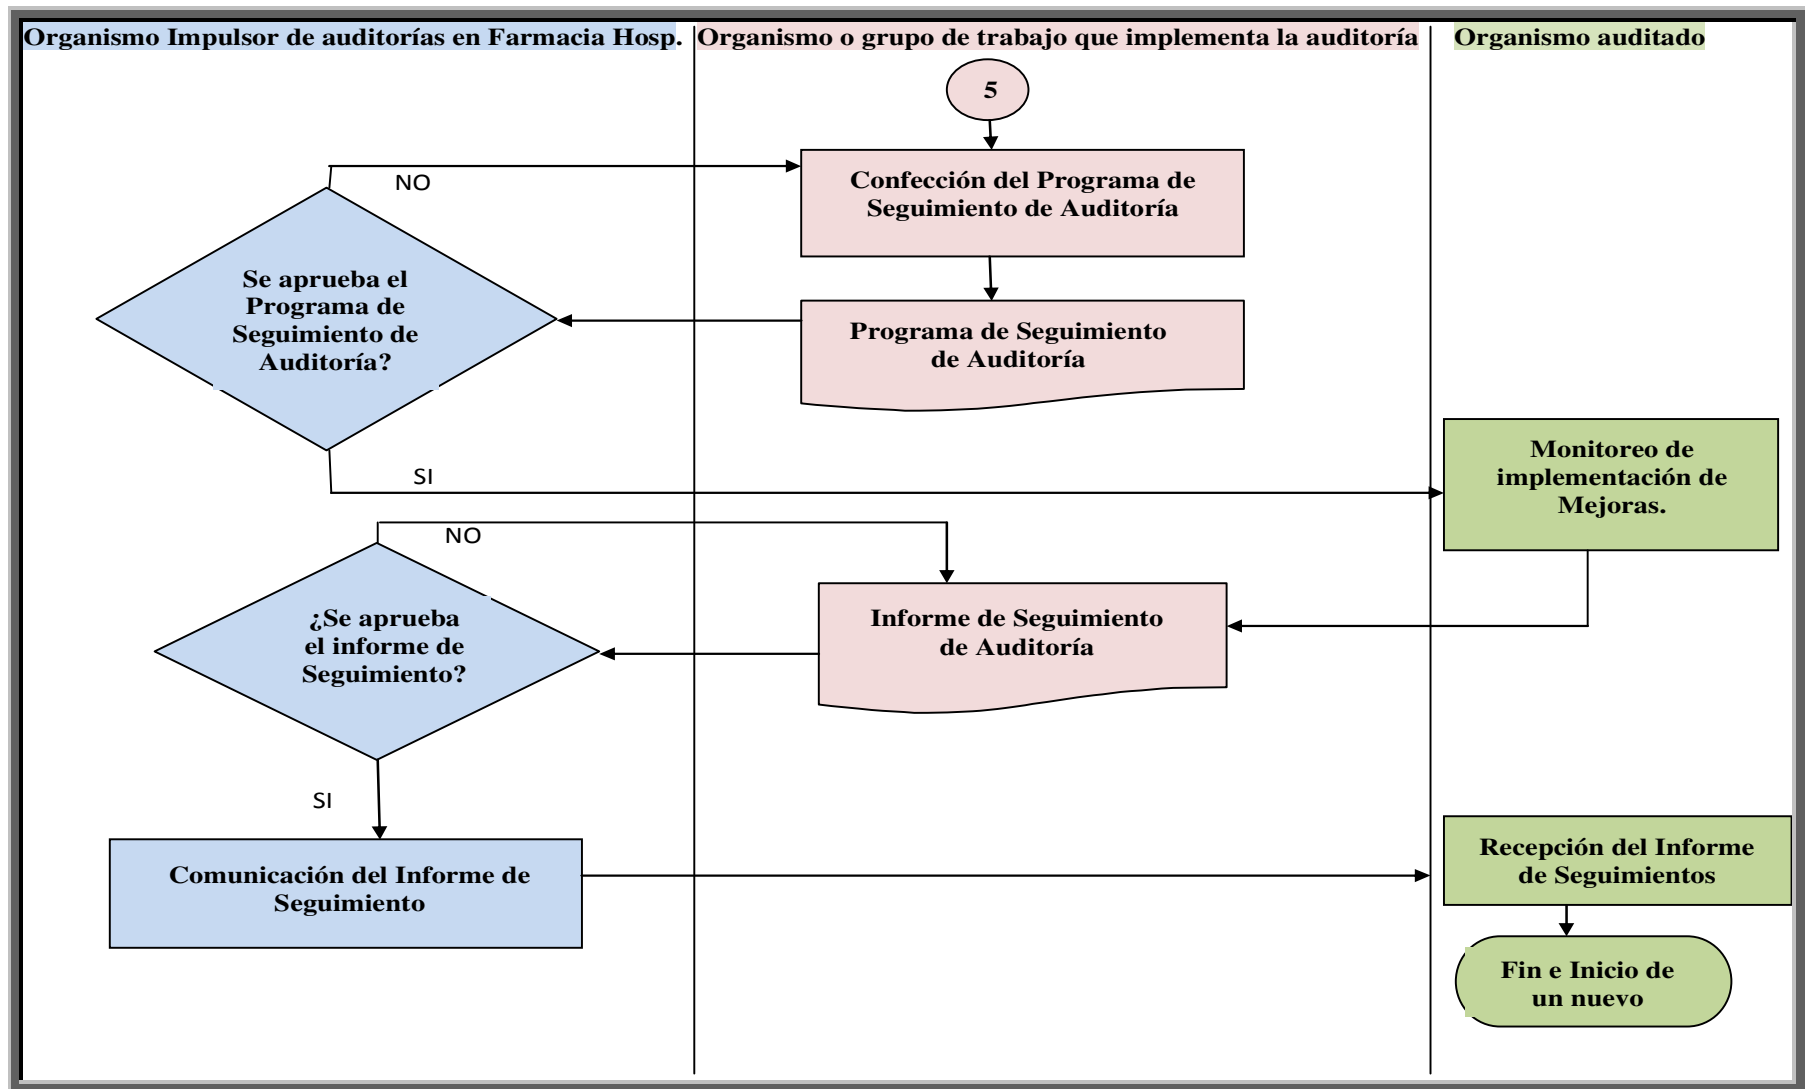 Organismo Impulsor de auditorías en Farmacia Hosp.
Organismo o grupo de trabajo que implementa la auditoría
Organismo auditado
5
NO
Confección del Programa de
Seguimiento de Auditoría
Se aprueba el
Programa de
Seguimiento de
Auditoría?
Programa de Seguimiento
de Auditoría
SI
Monitoreo de
implementación de
Mejoras.
NO
¿Se aprueba
el informe de
Seguimiento?
Informe de Seguimiento
de Auditoría
SI
Comunicación del Informe de
Seguimiento
Recepción del Informe
de Seguimientos
Fin e Inicio de
un nuevo